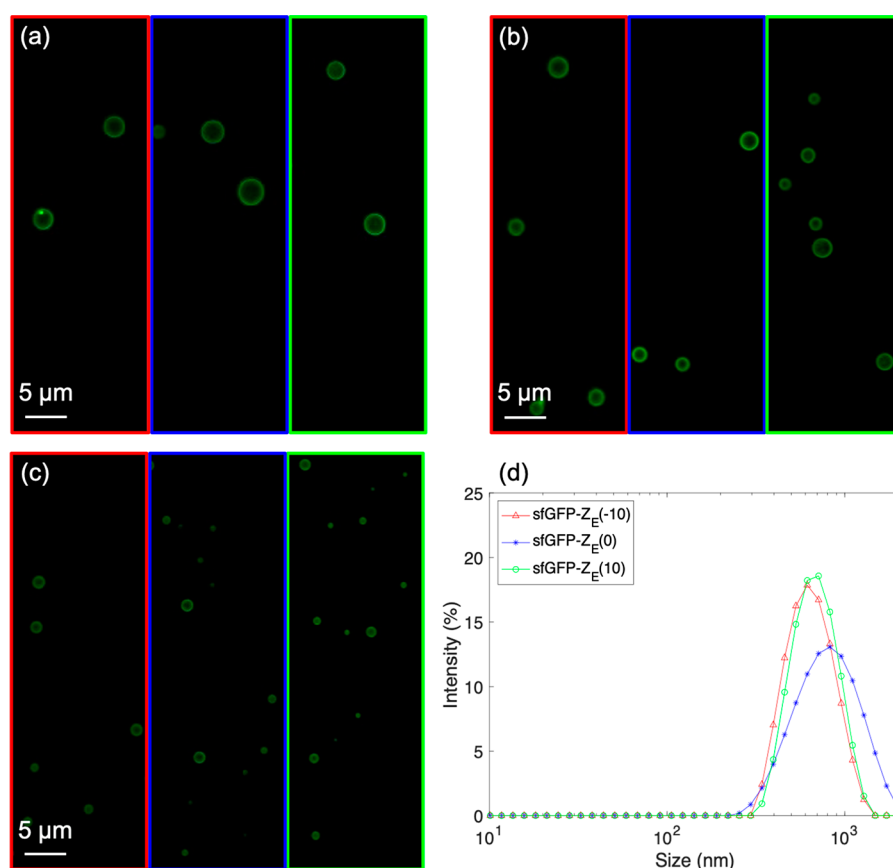 (a)
(b)
5 μm
5 μm
(c)
(d)
5 μm
25
20
15
10
5
0
Intensity (%)
sfGFP-Z_E(-10)
sfGFP-Z_E(0)
sfGFP-Z_E(10)
10^1
10^2
10^3
Size (nm)